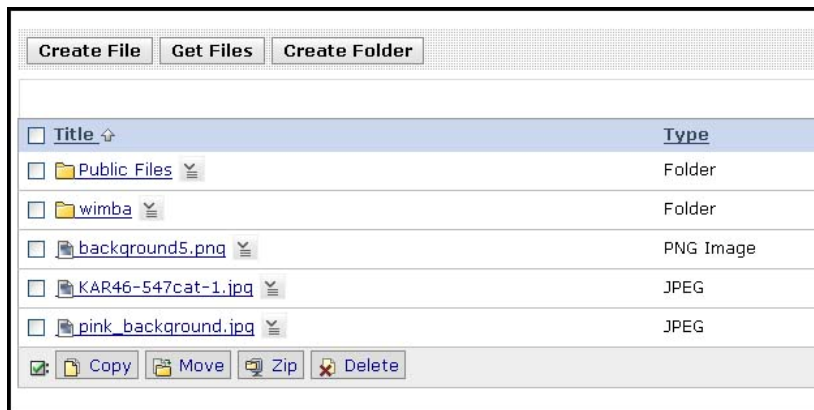 Create File Get Files Create Folder
Title Type
Public Files Folder
wimba Folder
background5.png PNG Image
KAR46-547cat-1.jpg JPEG
pink_background.jpg JPEG
: Copy Move Zip Delete